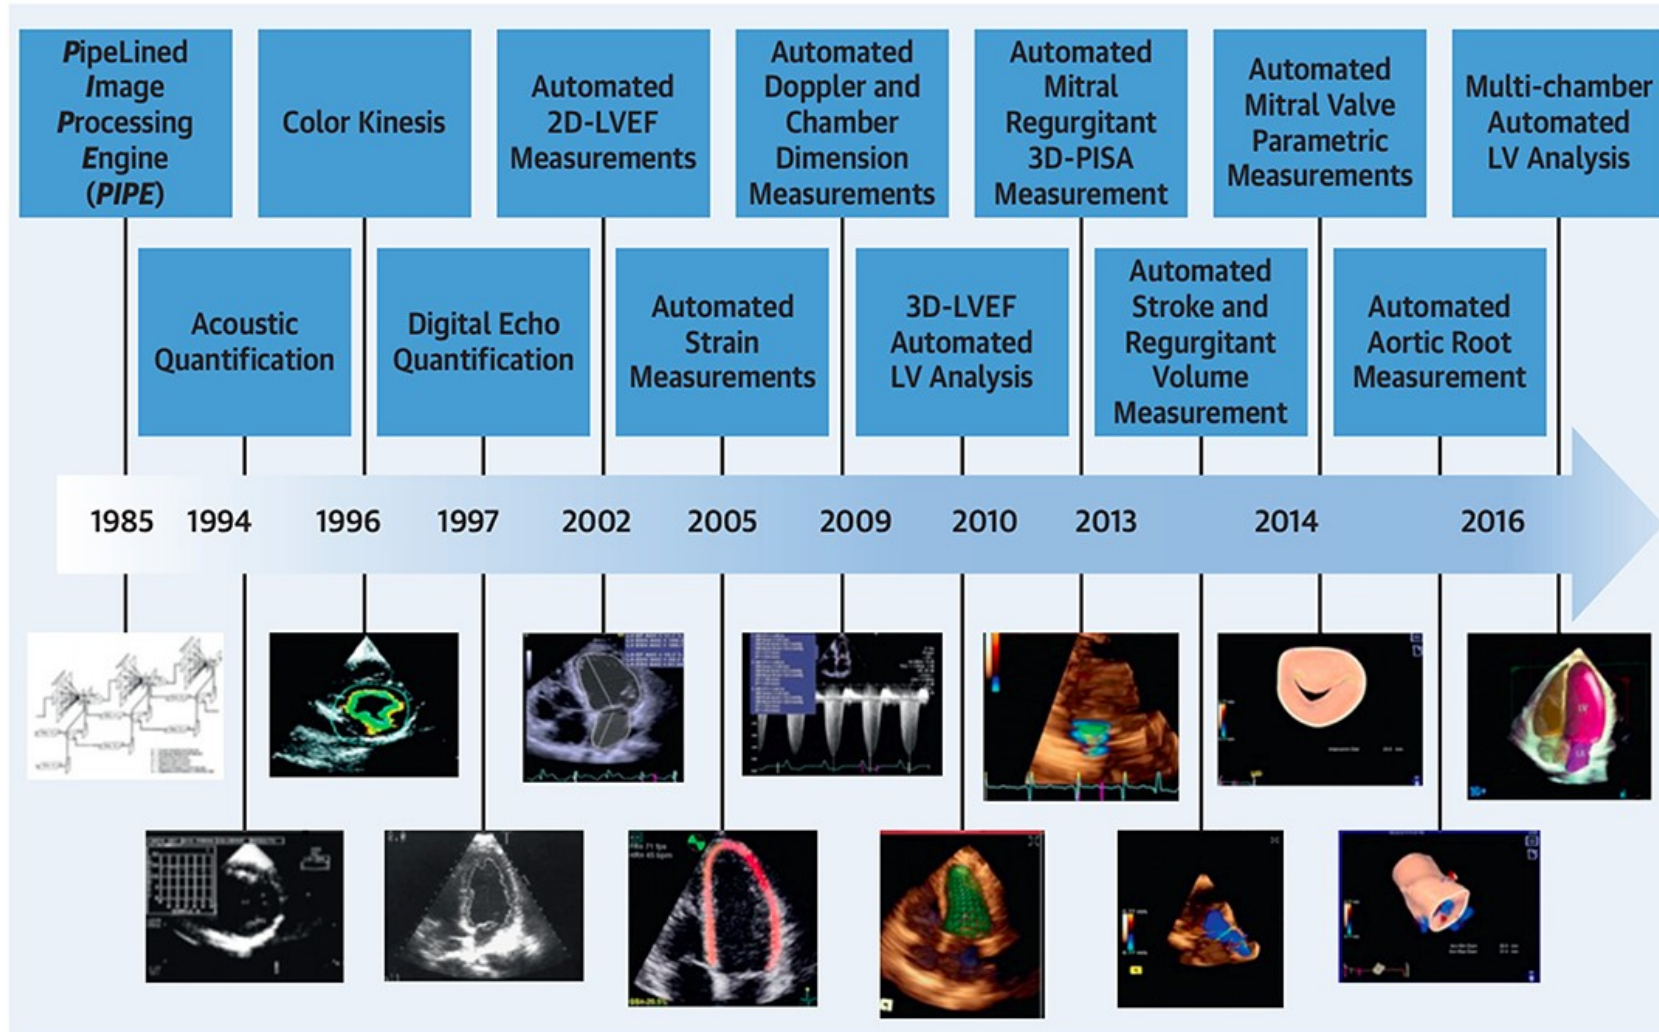 PipeLined
Image
Processing
Engine
(PIPE)
Color Kinesis
Automated
2D-LVEF
Measurements
Automated
Doppler and
Chamber
Dimension
Measurements
Automated
Mitral
Regurgitant
3D-PISA
Measurement
Automated
Mitral Valve
Parametric
Measurements
Multi-chamber
Automated
LV Analysis
Acoustic
Quantification
Digital Echo
Quantification
Automated
Strain
Measurements
3D-LVEF
Automated
LV Analysis
Automated
Stroke and
Regurgitant
Volume
Measurement
Automated
Aortic Root
Measurement
1985 1994 1996 1997 2002 2005 2009 2010 2013 2014 2016
LV